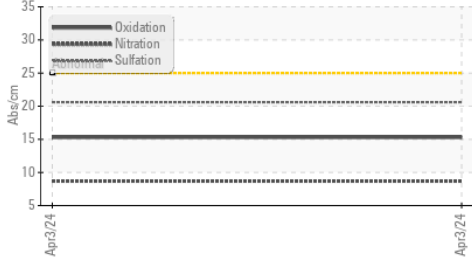 35
30
25
20
15
10
5
Abs/cm
Oxidation
Nitration
Sulfation
Abnormal
Apr3/24
Apr3/24